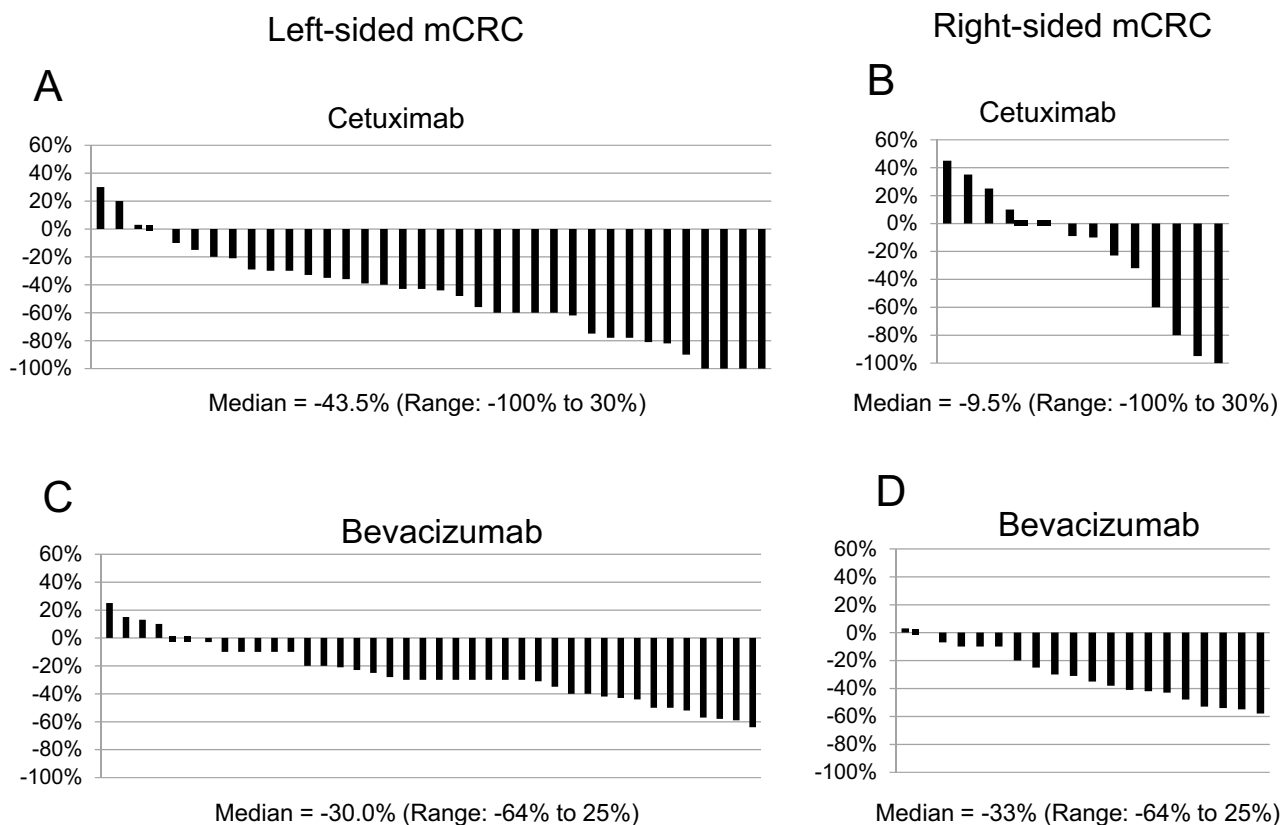 Left-sided mCRC
Right-sided mCRC
A
Cetuximab
60%
40%
20%
0%
-20%
-40%
-60%
-80%
-100%
Median = -43.5% (Range: -100% to 30%)
B
Cetuximab
60%
40%
20%
0%
-20%
-40%
-60%
-80%
-100%
Median = -9.5% (Range: -100% to 30%)
C
Bevacizumab
60%
40%
20%
0%
-20%
-40%
-60%
-80%
-100%
Median = -30.0% (Range: -64% to 25%)
D
Bevacizumab
60%
40%
20%
0%
-20%
-40%
-60%
-80%
-100%
Median = -33% (Range: -64% to 25%)